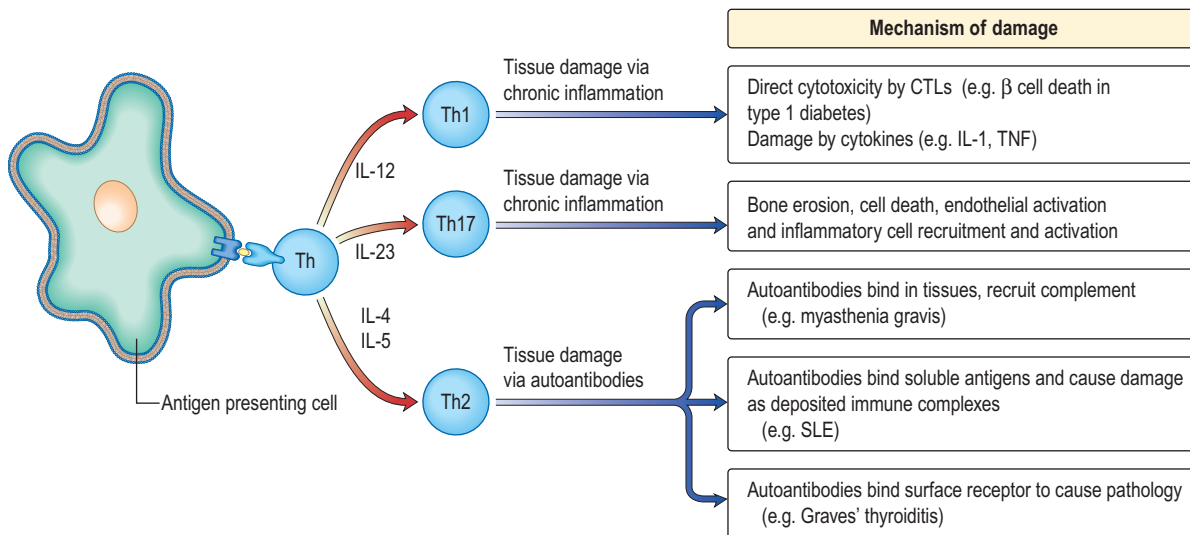 Mechanism of damage
Tissue damage via
chronic inflammation
Th1
Direct cytotoxicity by CTLs (e.g. β cell death in
type 1 diabetes)
Damage by cytokines (e.g. IL-1, TNF)
IL-12
Tissue damage via
chronic inflammation
Th17
Bone erosion, cell death, endothelial activation
and inflammatory cell recruitment and activation
IL-23
Th
IL-4
IL-5
Tissue damage
via autoantibodies
Th2
Autoantibodies bind in tissues, recruit complement
(e.g. myasthenia gravis)
Autoantibodies bind soluble antigens and cause damage
as deposited immune complexes
(e.g. SLE)
Autoantibodies bind surface receptor to cause pathology
(e.g. Graves’ thyroiditis)
Antigen presenting cell